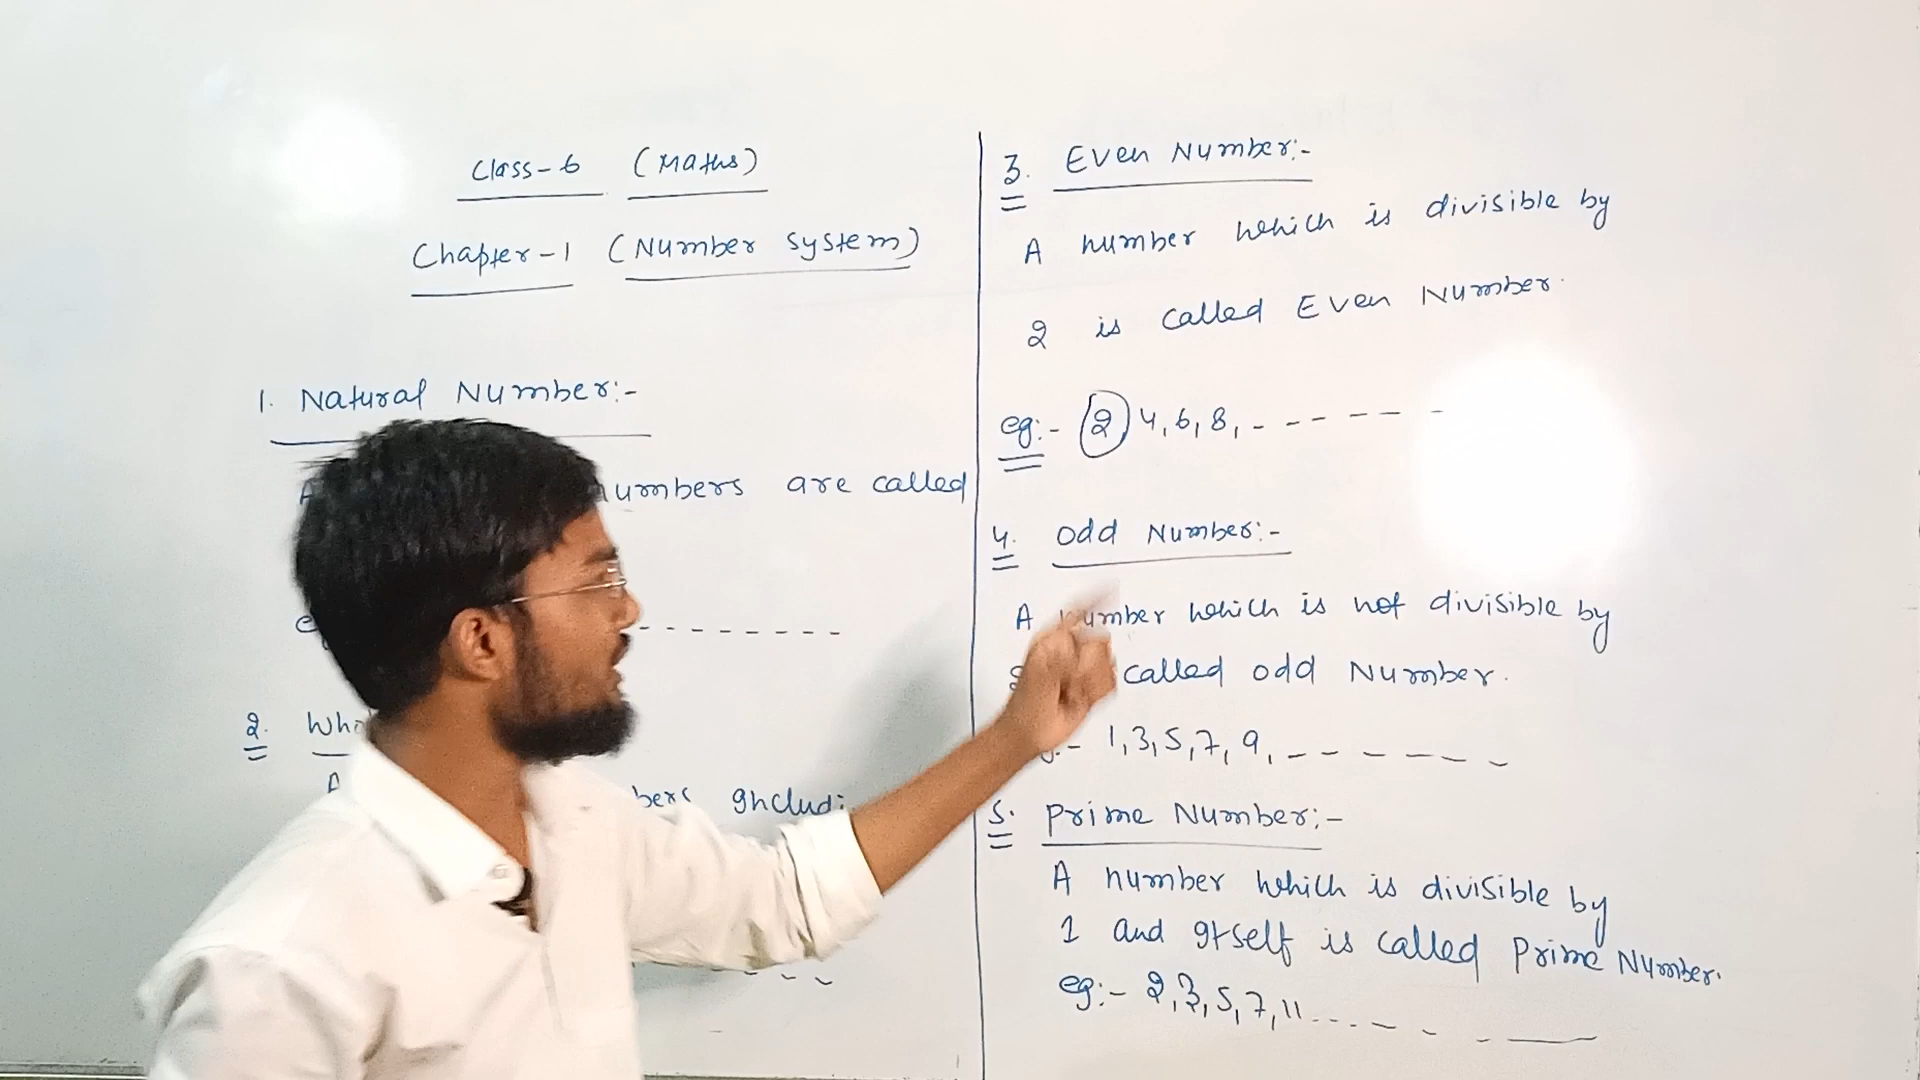 Class-6 (Maths)
Chapter-1 (Number System)
1. Natural Number:-
numbers are called
2.
3. Even Number:-
A number which is divisible by
2 is called Even Number.
eg:- 2 4, 6, 8, - - - - - -
4. Odd Number:-
A number which is not divisible by
called odd Number.
1, 3, 5, 7, 9, - - - - - -
5. Prime Number:-
A number which is divisible by
1 and Itself is called Prime Number.
eg:- 2, 3, 5, 7, 11 - - - - - -